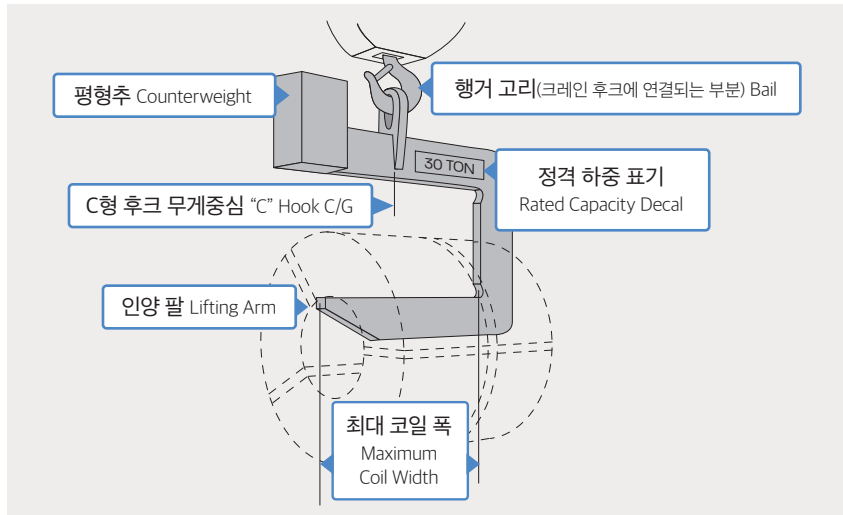 평형추 Counterweight
행거 고리(크레인 후크에 연결되는 부분) Bail
30 TON
정격 하중 표기
Rated Capacity Decal
C형 후크 무게중심 “C” Hook C/G
인양 팔 Lifting Arm
최대 코일 폭
Maximum
Coil Width